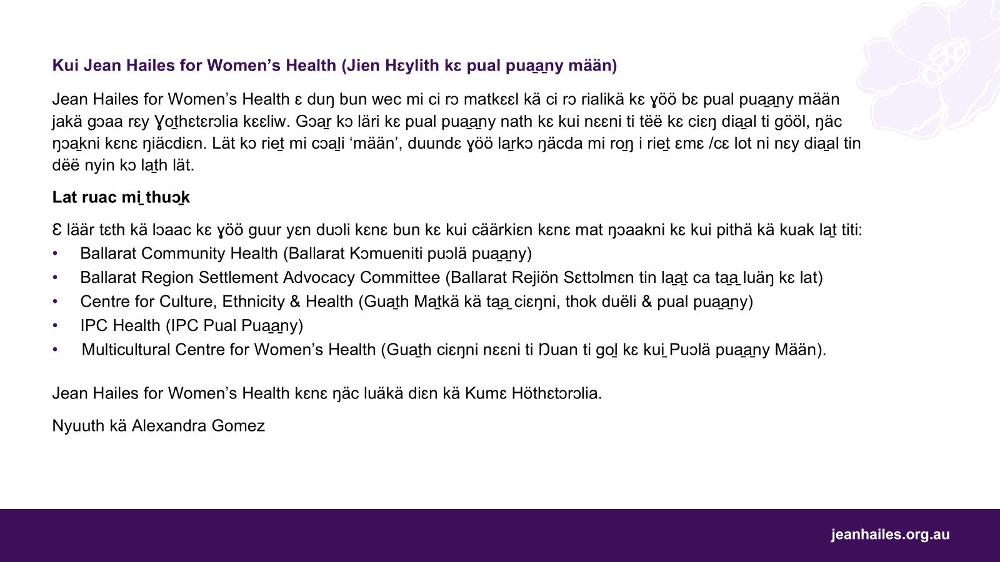 Kui Jean Hailes for Women’s Health (Jien Hɛylith kɛ pual pua̱a̱ny mään)
Jean Hailes for Women’s Health ɛ duŋ bun wec mi ci rɔ matkɛɛl kä ci rɔ rialikä kɛ ɣöö bɛ pual pua̱a̱ny mään
jakä gɔaa rɛy Ɣo̱thɛtɛrɔlia kɛɛliw. Gɔa̱r kɔ läri kɛ pual pua̱a̱ny nath kɛ kui nɛɛni ti tëë kɛ ciɛŋ dia̱al ti gööl, ŋäc
ŋɔa̱kni kɛnɛ ŋiäcdiɛn. Lät kɔ rie̱t mi cɔa̱li ‘mään’, duundɛ ɣöö la̱rkɔ ŋäcda mi ro̱ŋ i rie̱t ɛmɛ /cɛ lot ni nɛy dia̱al tin
dëë nyin kɔ la̱th lät.
Lat ruac mi̱ thuɔ̱k
Ɛ läär tɛth kä lɔaac kɛ ɣöö guur yɛn duɔli kɛnɛ bun kɛ kui cäärkiɛn kɛnɛ mat ŋɔaakni kɛ kui pithä kä kuak la̱t titi:
• Ballarat Community Health (Ballarat Kɔmueniti puɔlä pua̱a̱ny)
• Ballarat Region Settlement Advocacy Committee (Ballarat Rejiön Sɛttɔlmɛn tin la̱a̱t ca ta̱a̱ luäŋ kɛ lat)
• Centre for Culture, Ethnicity & Health (Gua̱th Ma̱tkä kä ta̱a̱ ciɛŋni, thok duëli & pual pua̱a̱ny)
• IPC Health (IPC Pual Pua̱a̱ny)
• Multicultural Centre for Women’s Health (Gua̱th ciɛŋni nɛɛni ti Ŋuan ti go̱l kɛ kui̱ Puɔlä pua̱a̱ny Mään).
Jean Hailes for Women’s Health kɛnɛ ŋäc luäkä diɛn kä Kumɛ Höthɛtɔrɔlia.
Nyuuth kä Alexandra Gomez
jeanhailes.org.au